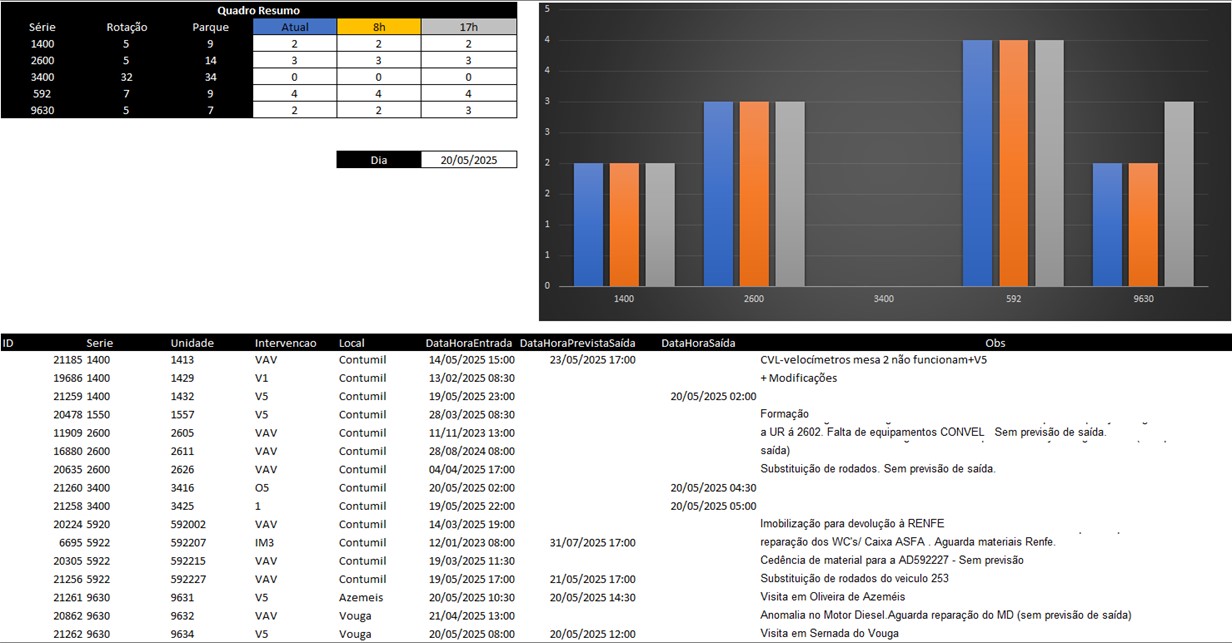 Quadro Resumo
Série Rotação Parque Atual 8h 17h
1400 5 9 2 2 2
2600 5 14 3 3 3
3400 32 34 0 0 0
592 7 9 4 4 4
9630 5 7 2 2 3
Dia 20/05/2025
5
4
4
3
3
2
2
1
1
0
1400 2600 3400 592 9630
ID Serie Unidade Intervencao Local DataHoraEntrada DataHoraPrevistaSaída DataHoraSaída Obs
21185 1400 1413 VAV Contumil 14/05/2025 15:00 23/05/2025 17:00 CVL-velocímetros mesa 2 não funcionam+V5
19686 1400 1429 V1 Contumil 13/02/2025 08:30 + Modificações
21259 1400 1432 V5 Contumil 19/05/2025 23:00 20/05/2025 02:00
20478 1550 1557 V5 Contumil 28/03/2025 08:30 Formação
11909 2600 2605 VAV Contumil 11/11/2023 13:00 a UR á 2602. Falta de equipamentos CONVEL Sem previsão de saída.
16880 2600 2611 VAV Contumil 28/08/2024 08:00 saída)
20635 2600 2626 VAV Contumil 04/04/2025 17:00 Substituição de rodados. Sem previsão de saída.
21260 3400 3416 O5 Contumil 20/05/2025 02:00 20/05/2025 04:30
21258 3400 3425 1 Contumil 19/05/2025 22:00 20/05/2025 05:00
20224 5920 592002 VAV Contumil 14/03/2025 19:00 Imobilização para devolução à RENFE
6695 5922 592207 IM3 Contumil 12/01/2023 08:00 31/07/2025 17:00 reparação dos WC's/ Caixa ASFA . Aguarda materiais Renfe.
20305 5922 592215 VAV Contumil 19/03/2025 11:30 Cedência de material para a AD592227 - Sem previsão
21256 5922 592227 VAV Contumil 19/05/2025 17:00 21/05/2025 17:00 Substituição de rodados do veiculo 253
21261 9630 9631 V5 Azemeis 20/05/2025 10:30 20/05/2025 14:30 Visita em Oliveira de Azeméis
20862 9630 9632 VAV Vouga 21/04/2025 13:00 Anomalia no Motor Diesel.Aguarda reparação do MD (sem previsão de saída)
21262 9630 9634 V5 Vouga 20/05/2025 08:00 20/05/2025 12:00 Visita em Sernada do Vouga